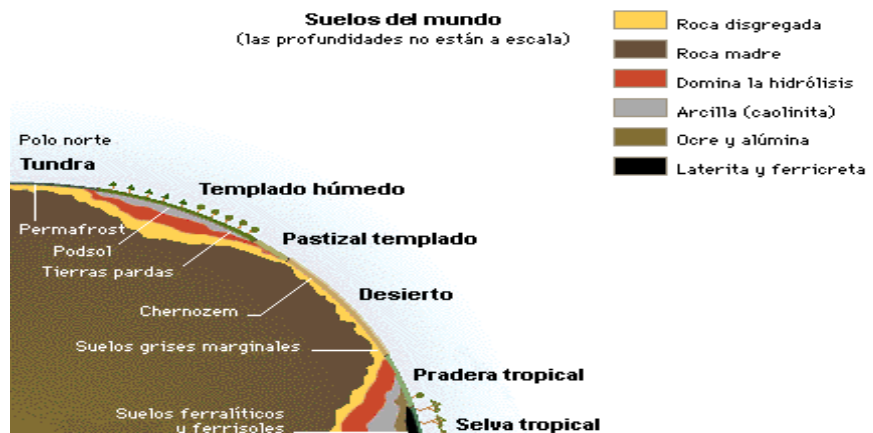 Suelos del mundo
(las profundidades no están a escala)
Roca disgregada
Roca madre
Domina la hidrólisis
Arcilla (caolinita)
Ocre y alúmina
Laterita y ferricreta
Polo norte
Tundra
Templado húmedo
Permafrost
Podsol
Tierras pardas
Pastizal templado
Desierto
Chernozem
Suelos grises marginales
Pradera tropical
Suelos ferralíticos
y ferrisoles
Selva tropical